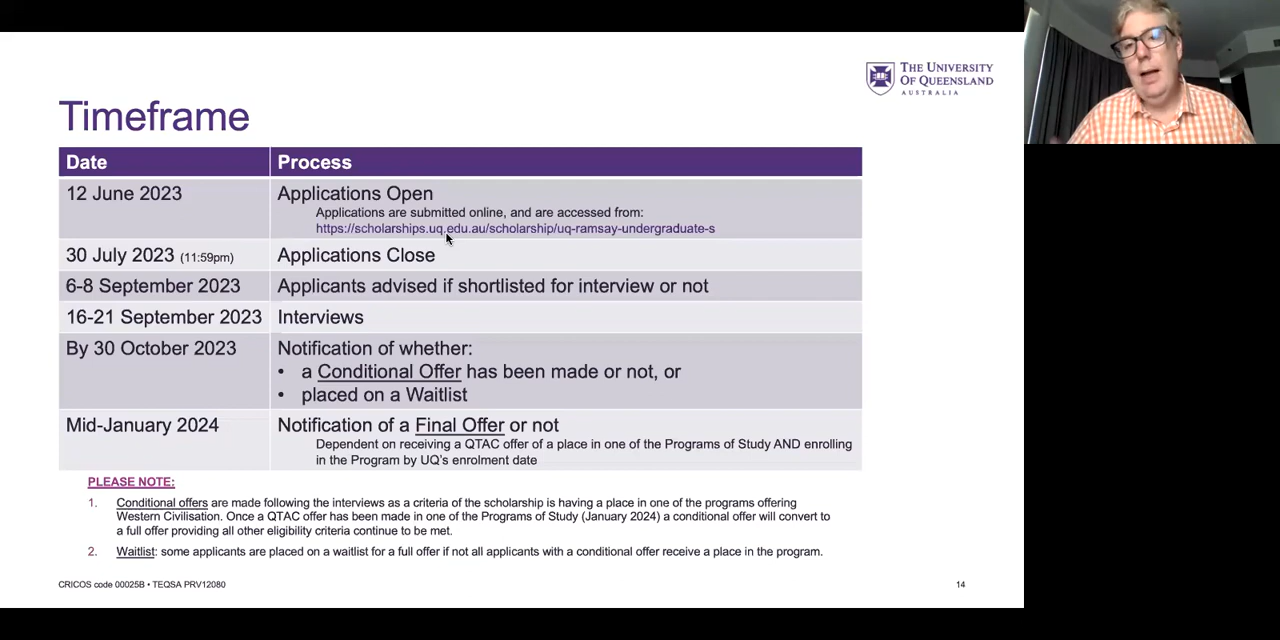 THE UNIVERSITY
OF QUEENSLAND
AUSTRALIA
Timeframe
Date Process
12 June 2023 Applications Open
Applications are submitted online, and are accessed from:
https://scholarships.uq.edu.au/scholarship/uq-ramsay-undergraduate-s
30 July 2023 (11:59pm) Applications Close
6-8 September 2023 Applicants advised if shortlisted for interview or not
16-21 September 2023 Interviews
By 30 October 2023 Notification of whether:
• a Conditional Offer has been made or not, or
• placed on a Waitlist
Mid-January 2024 Notification of a Final Offer or not
Dependent on receiving a QTAC offer of a place in one of the Programs of Study AND enrolling
in the Program by UQ's enrolment date
PLEASE NOTE:
1. Conditional offers are made following the interviews as a criteria of the scholarship is having a place in one of the programs offering
Western Civilisation. Once a QTAC offer has been made in one of the Programs of Study (January 2024) a conditional offer will convert to
a full offer providing all other eligibility criteria continue to be met.
2. Waitlist: some applicants are placed on a waitlist for a full offer if not all applicants with a conditional offer receive a place in the program.
CRICOS code 00025B • TEQSA PRV12080
14